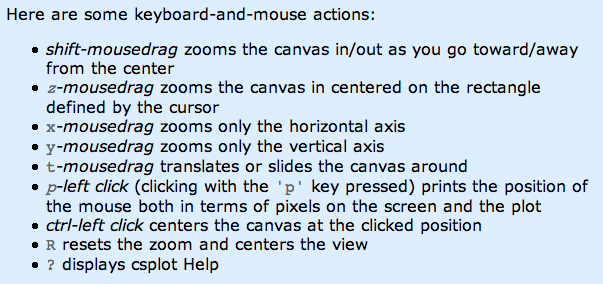 Here are some keyboard-and-mouse actions:
• shift-mousedrag zooms the canvas in/out as you go toward/away
from the center
• z-mousedrag zooms the canvas in centered on the rectangle
defined by the cursor
• x-mousedrag zooms only the horizontal axis
• y-mousedrag zooms only the vertical axis
• t-mousedrag translates or slides the canvas around
• p-left click (clicking with the 'p' key pressed) prints the position of
the mouse both in terms of pixels on the screen and the plot
• ctrl-left click centers the canvas at the clicked position
• R resets the zoom and centers the view
• ? displays csplot Help